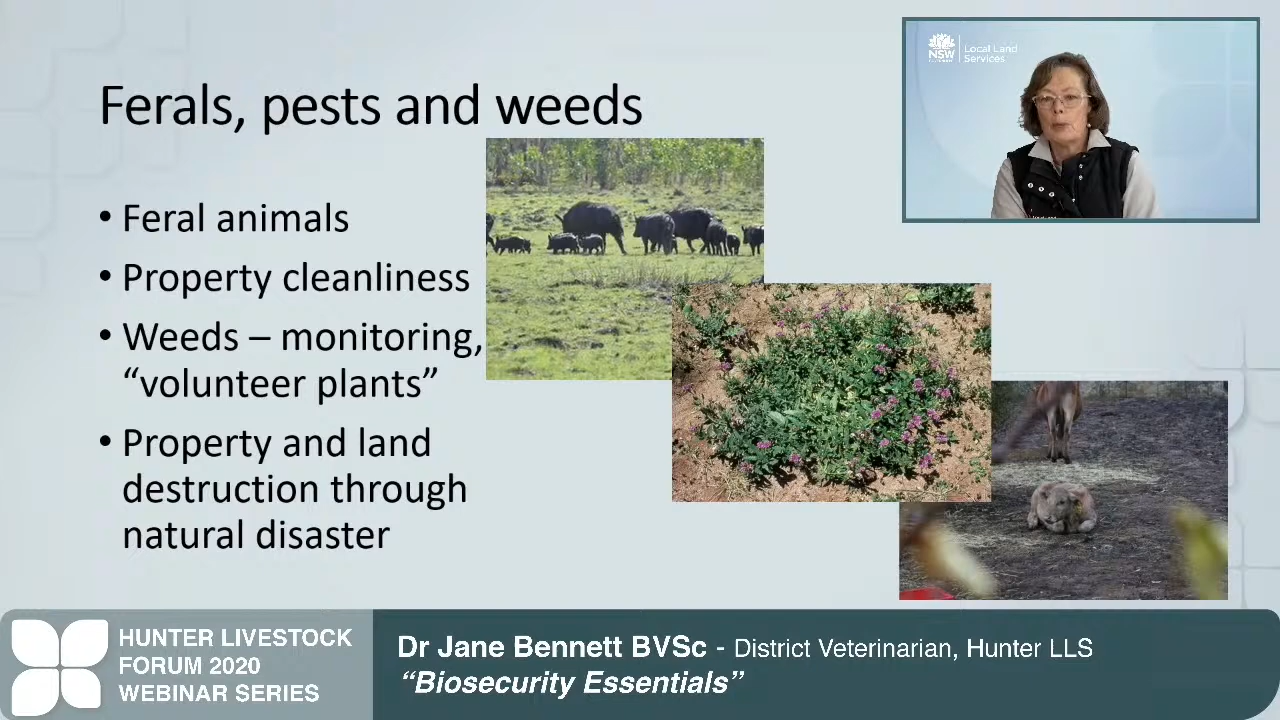 Ferals, pests and weeds
• Feral animals
• Property cleanliness
• Weeds – monitoring,
“volunteer plants”
• Property and land
destruction through
natural disaster
NSW
Local Land
Services
HUNTER LIVESTOCK
FORUM 2020
WEBINAR SERIES
Dr Jane Bennett BVSc - District Veterinarian, Hunter LLS
“Biosecurity Essentials”